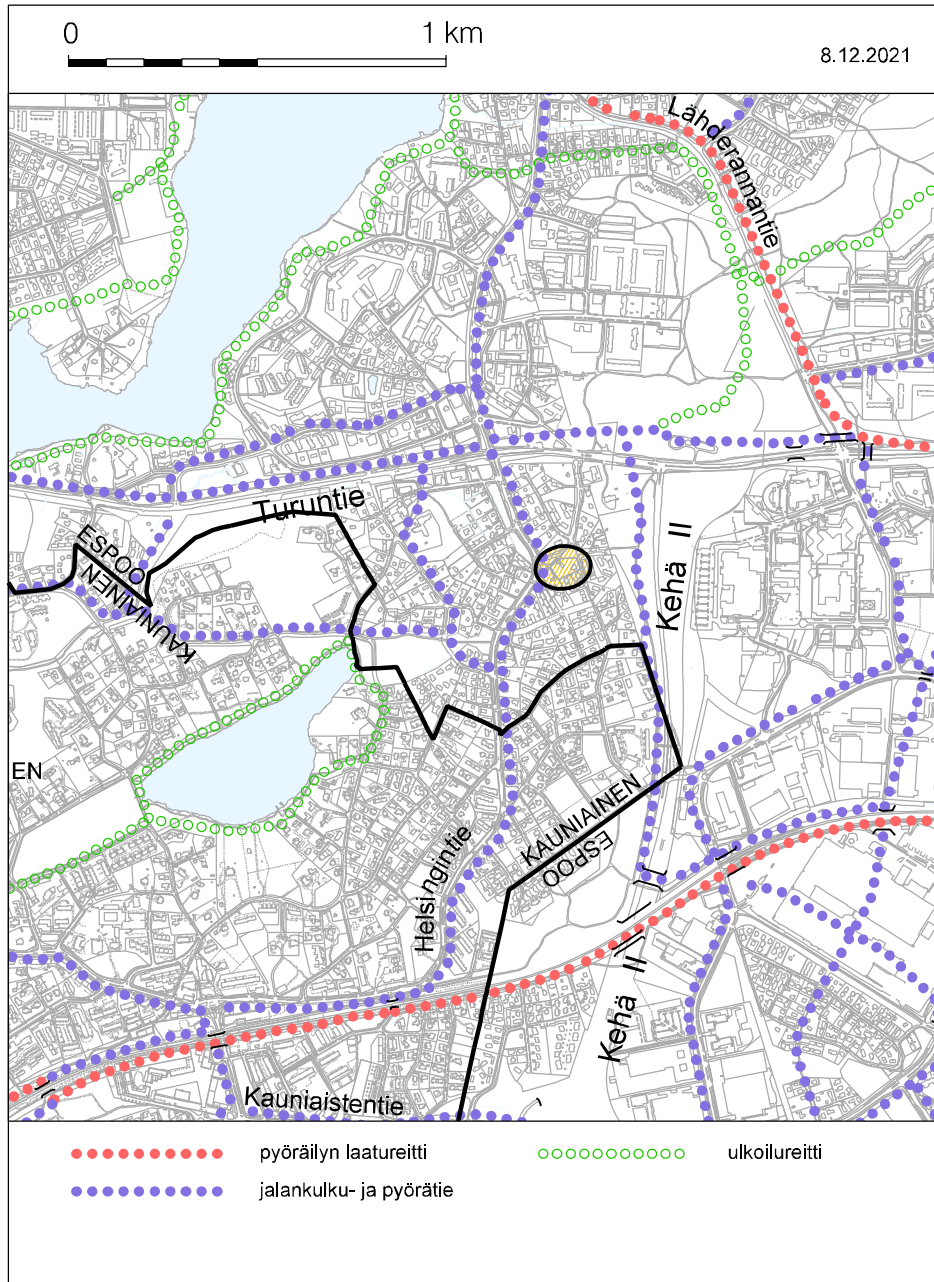 0 1 km
8.12.2021
Lähderannantie
Turuntie
ESPOO
KAUNIAINEN
Kehä II
EN
KAUNIAINEN
ESPOO
Helsingintie
Kehä II
Kauniaistentie
pyöräilyn laatureitti
ulkoilureitti
jalankulku- ja pyörätie